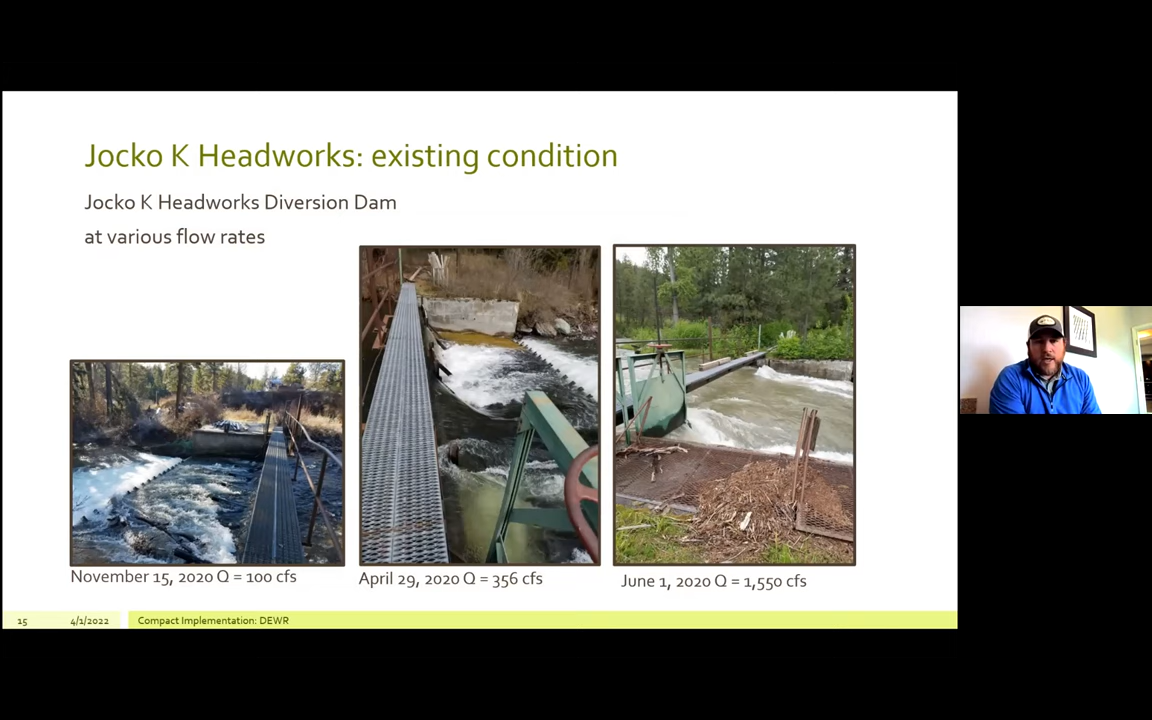 Jocko K Headworks: existing condition
Jocko K Headworks Diversion Dam
at various flow rates
November 15, 2020 Q = 100 cfs
April 29, 2020 Q = 356 cfs
June 1, 2020 Q = 1,550 cfs
15 4/1/2022 Compact Implementation: DEWR